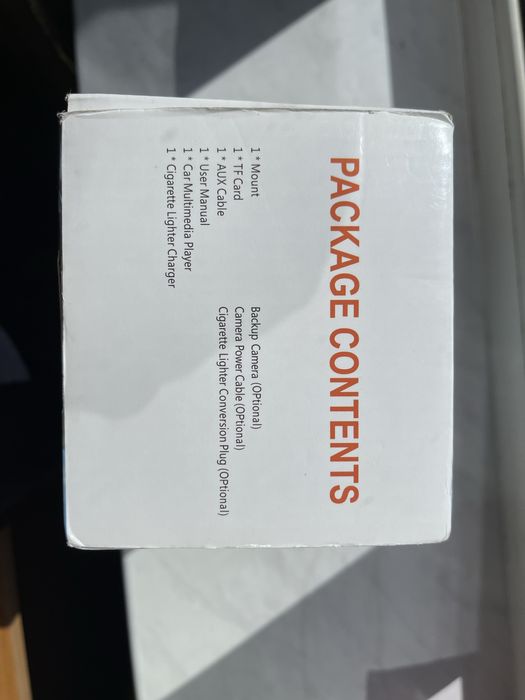 PACKAGE CONTENTS
1 * Mount
1 * TF Card
1 * AUX Cable
1 * User Manual
1 * Car Multimedia Player
1 * Cigarette Lighter Charger
Backup Camera (OPtional)
Camera Power Cable (OPtional)
Cigarette Lighter Conversion Plug (OPtional)